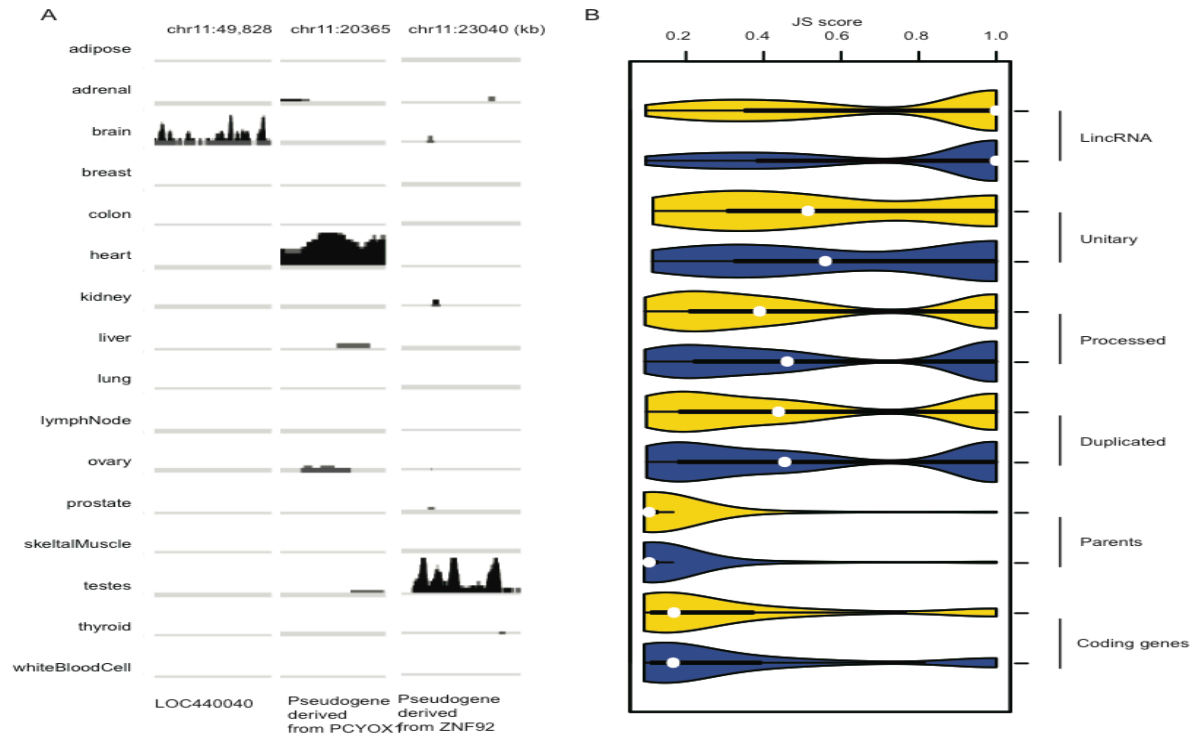 A
B
JS score
chr11:49,828 chr11:20365 chr11:23040 (kb)
0.2 0.4 0.6 0.8 1.0
adipose
adrenal
brain
breast
colon
heart
kidney
liver
lung
lymphNode
ovary
prostate
skeltalMuscle
testes
thyroid
whiteBloodCell
LOC440040
Pseudogene
derived
from PCYOX1
Pseudogene
derived
from ZNF92
LincRNA
Unitary
Processed
Duplicated
Parents
Coding genes